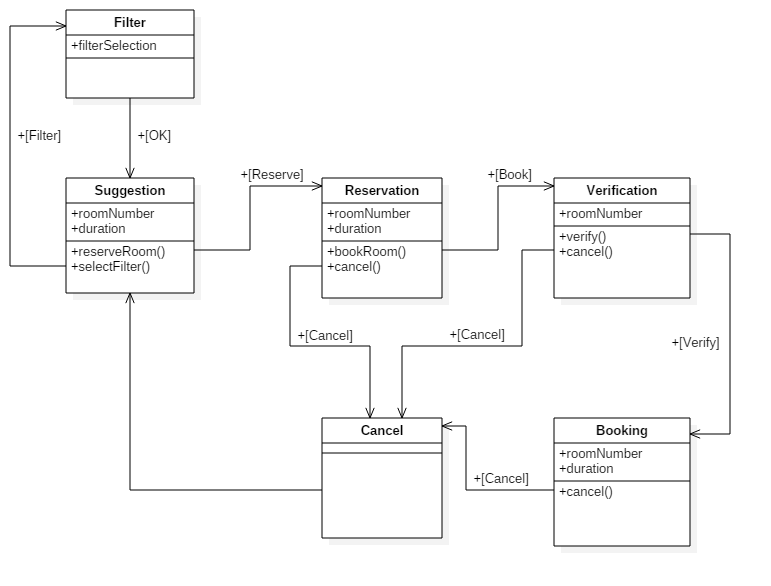 Filter
+filterSelection
+[Filter]
+[OK]
Suggestion
+roomNumber
+duration
+reserveRoom()
+selectFilter()
+[Reserve]
Reservation
+roomNumber
+duration
+bookRoom()
+cancel()
+[Book]
Verification
+roomNumber
+verify()
+cancel()
+[Cancel]
+[Cancel]
+[Verify]
Cancel
+[Cancel]
Booking
+roomNumber
+duration
+cancel()